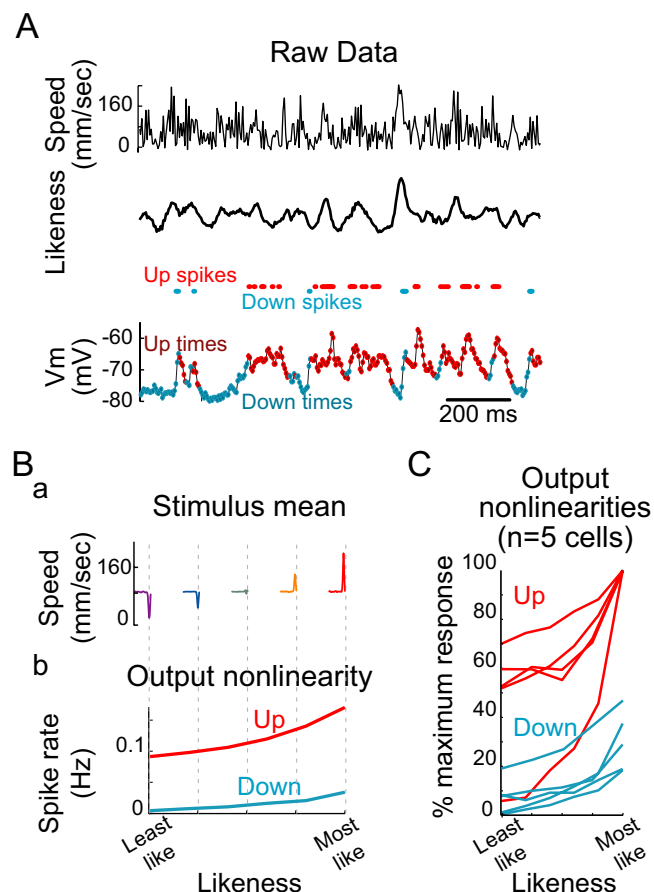 A
Raw Data
Speed
(mm/sec)
160
0
Likeness
Up spikes
Down spikes
Vm
(mV)
-60
-70
-80
Up times
Down times
200 ms
B
a
Stimulus mean
Speed
(mm/sec)
160
0
b
Output nonlinearity
Spike rate
(Hz)
0.1
0
Up
Down
Least
like
Most
like
Likeness
C
Output
nonlinearities
(n=5 cells)
% maximum response
100
80
60
40
20
0
Up
Down
Least
like
Most
like
Likeness